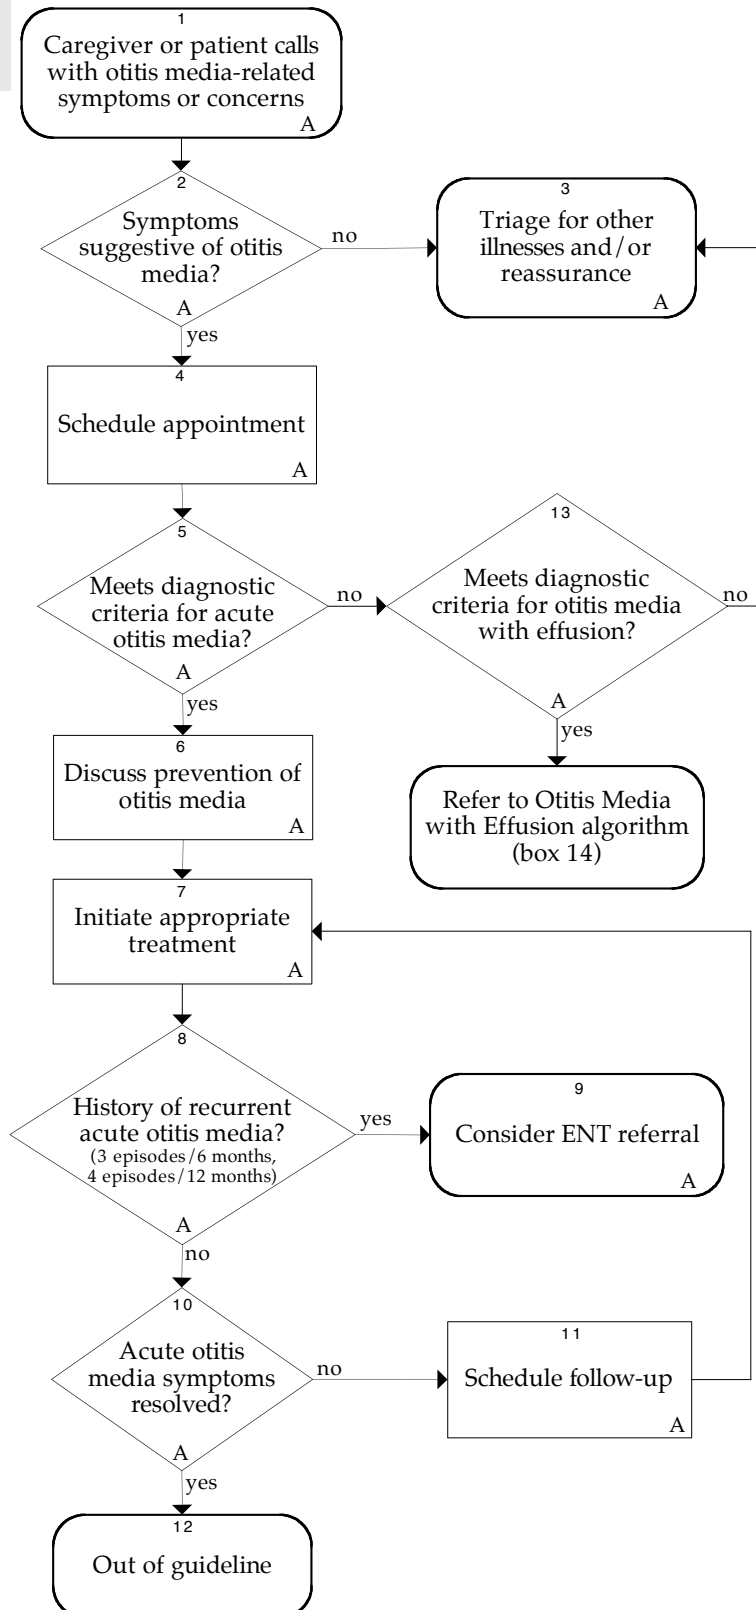 1
Caregiver or patient calls
with otitis media-related
symptoms or concerns
A
2
Symptoms
suggestive of otitis
media?
A
no
yes
3
Triage for other
illnesses and/or
reassurance
A
4
Schedule appointment
A
5
Meets diagnostic
criteria for acute
otitis media?
A
no
yes
13
Meets diagnostic
criteria for otitis media
with effusion?
A
no
yes
Refer to Otitis Media
with Effusion algorithm
(box 14)
6
Discuss prevention of
otitis media
A
7
Initiate appropriate
treatment
A
8
History of recurrent
acute otitis media?
(3 episodes/6 months,
4 episodes/12 months)
A
yes
no
9
Consider ENT referral
A
10
Acute otitis
media symptoms
resolved?
A
no
yes
11
Schedule follow-up
A
12
Out of guideline